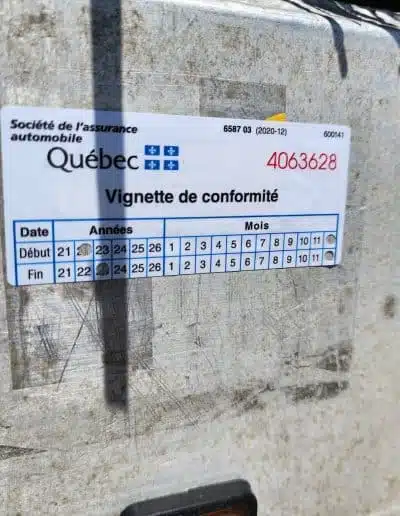 Société de l'assurance
automobile
6587 03 (2020-12)
600141
Québec
4063628
Vignette de conformité
Date Années Mois
Début 21 23 24 25 26 1 2 3 4 5 6 7 8 9 10 11
Fin 21 22 24 25 26 1 2 3 4 5 6 7 8 9 10 11